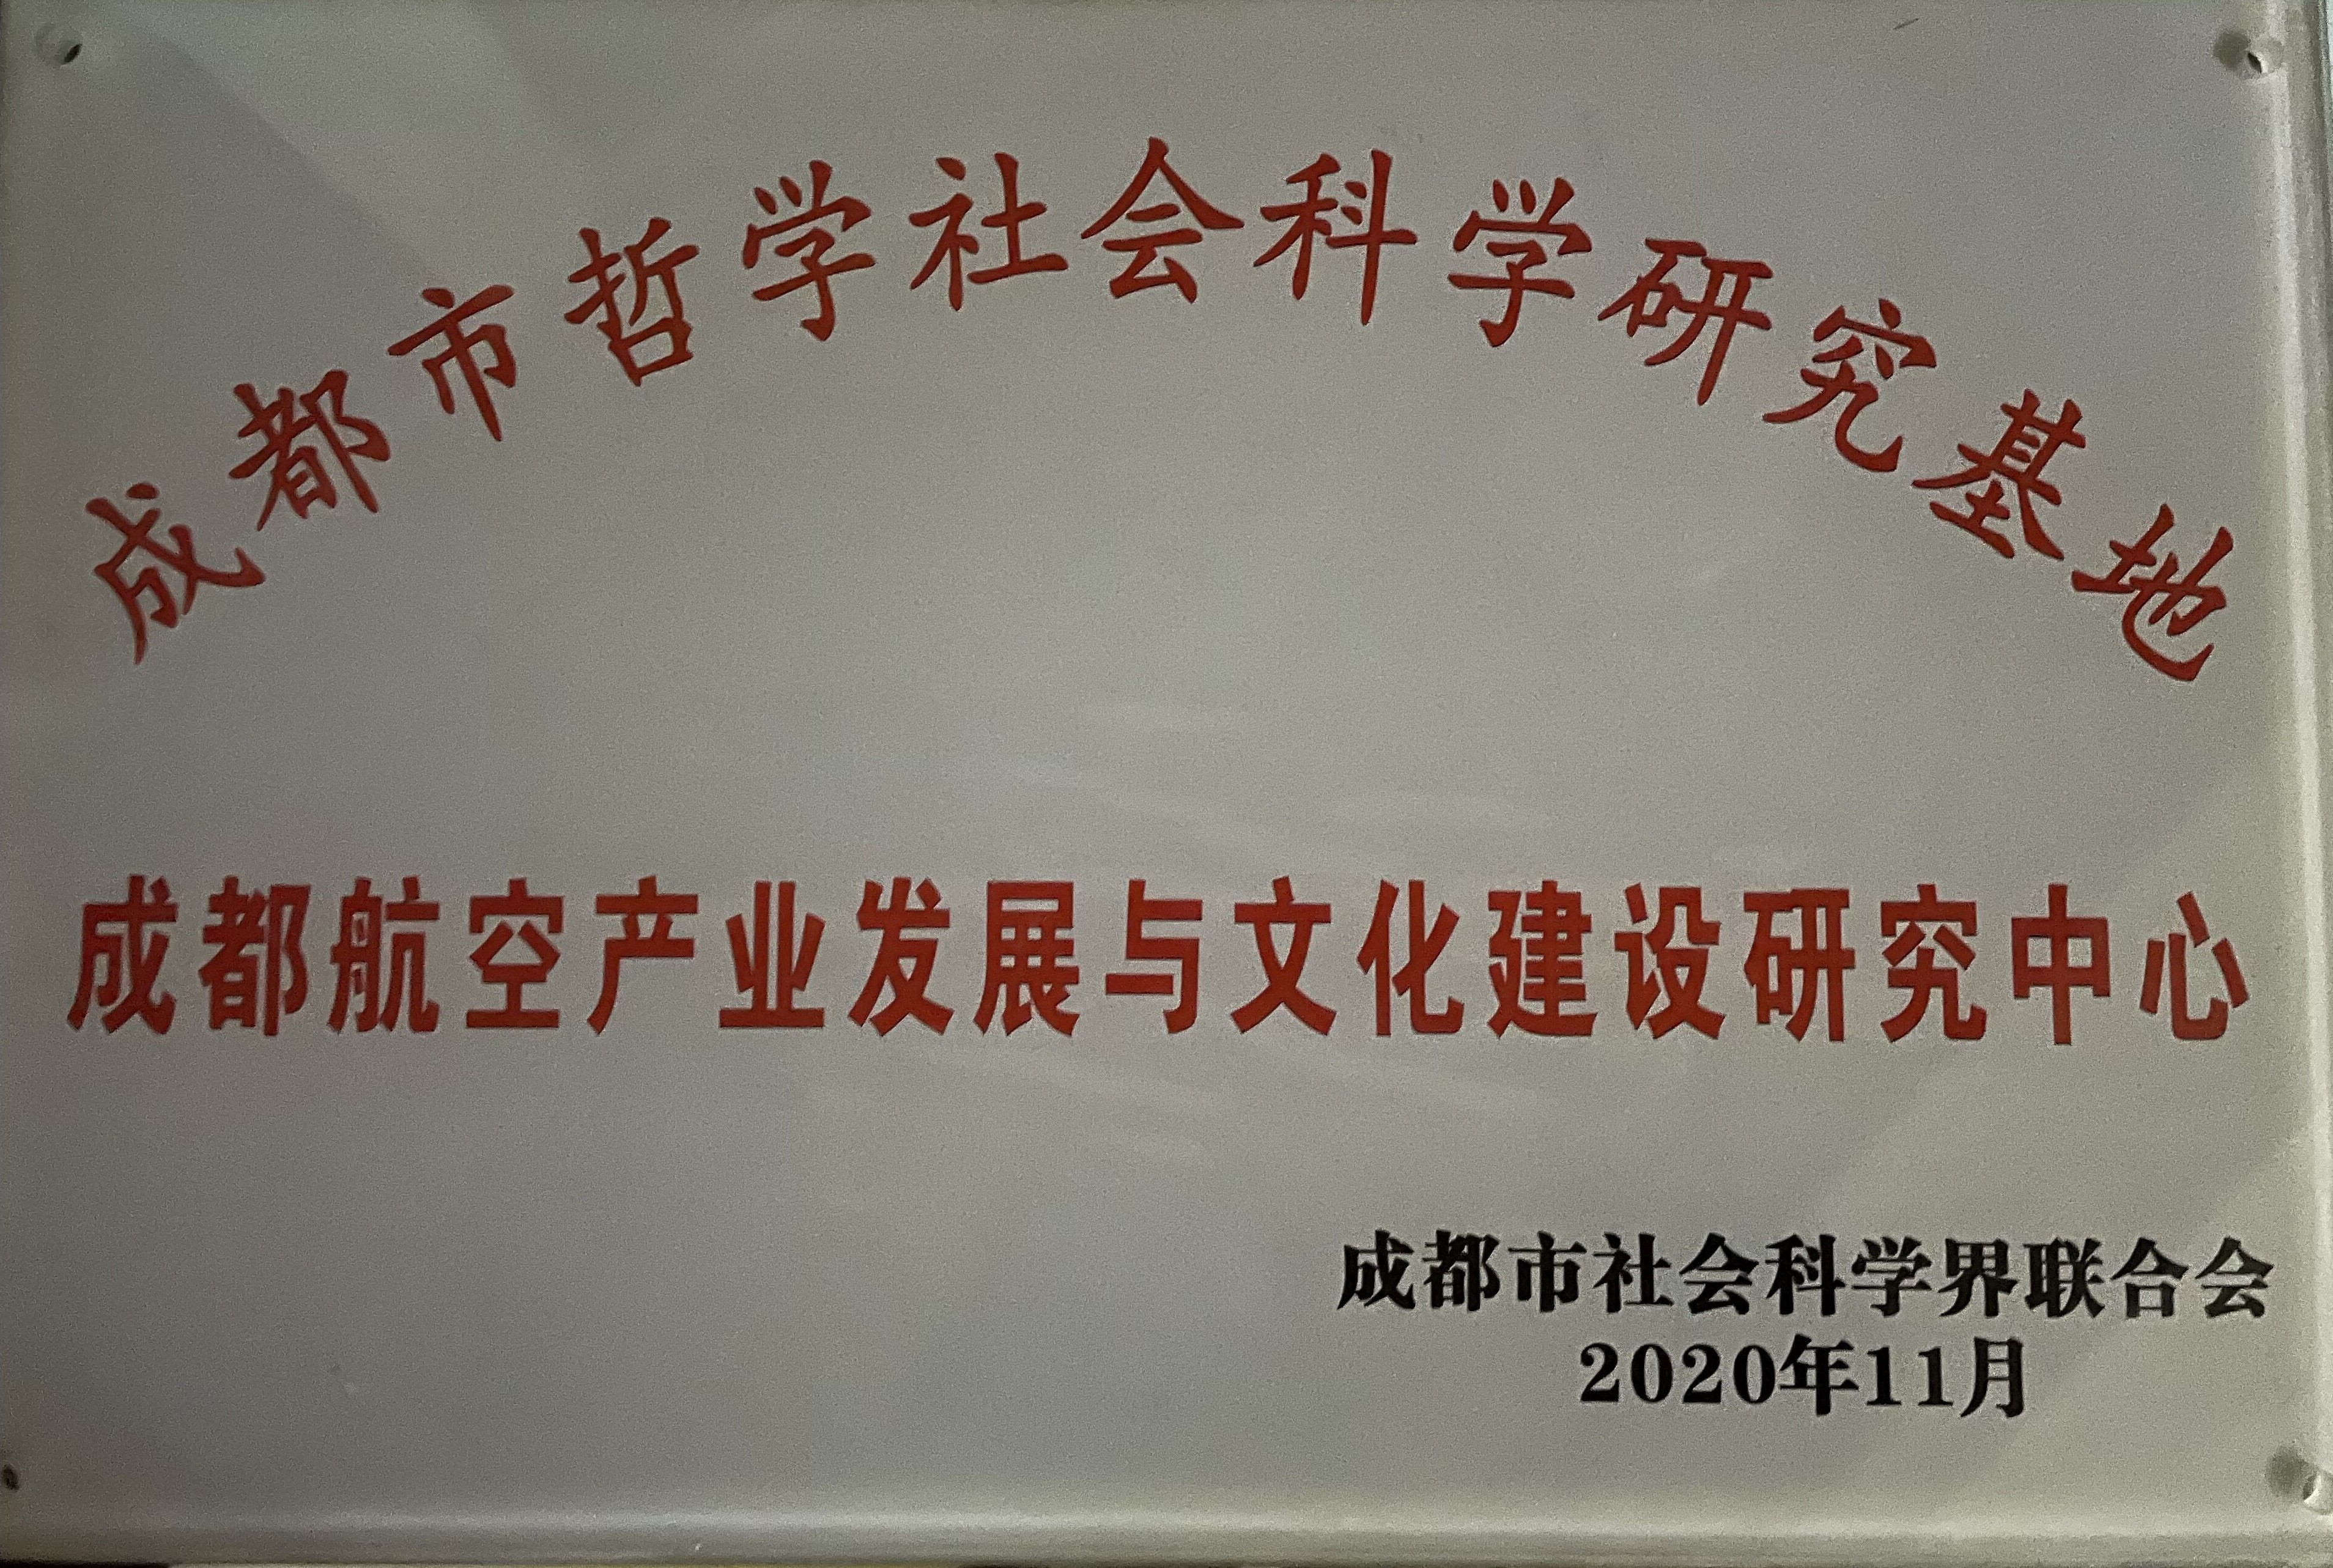 成都市哲学社会科学研究基地
成都航空产业发展与文化建设研究中心
成都市社会科学界联合会
2020年11月